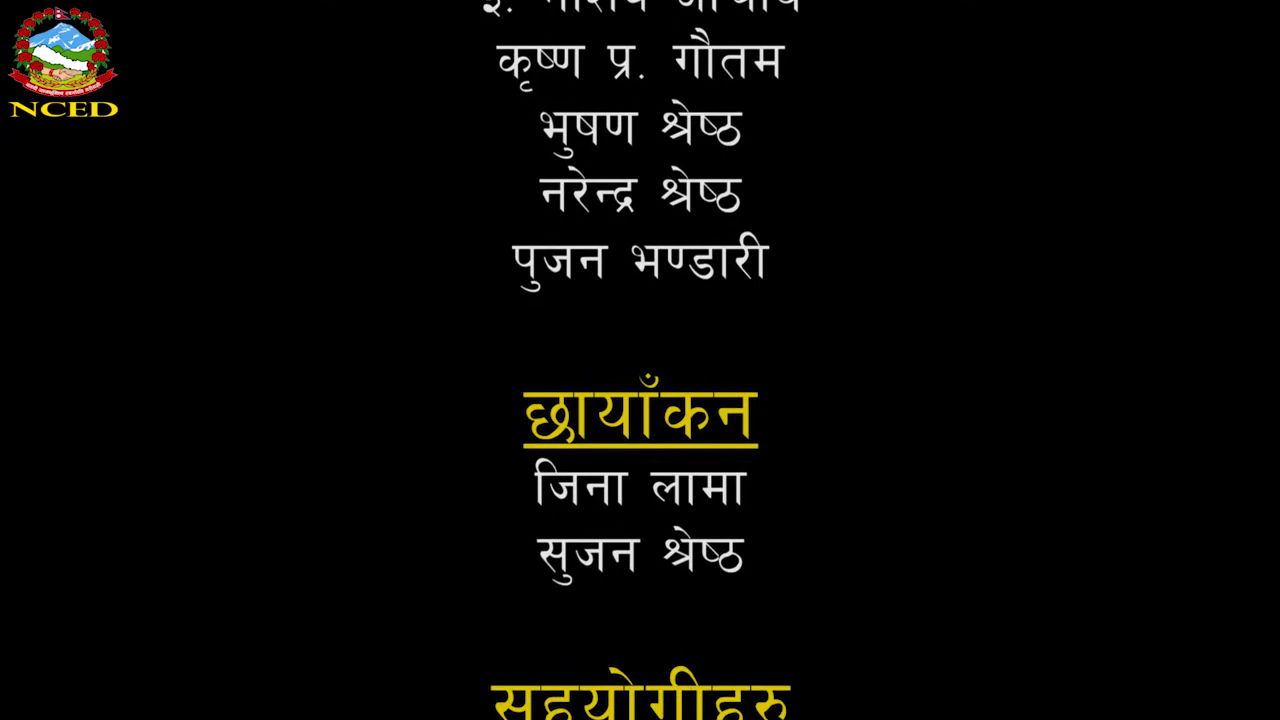 NCED
कृष्ण प्र. गौतम
भुषण श्रेष्ठ
नरेन्द्र श्रेष्ठ
पुजन भण्डारी
छायाँकन
जिना लामा
सुजन श्रेष्ठ
सहयोगीहरु